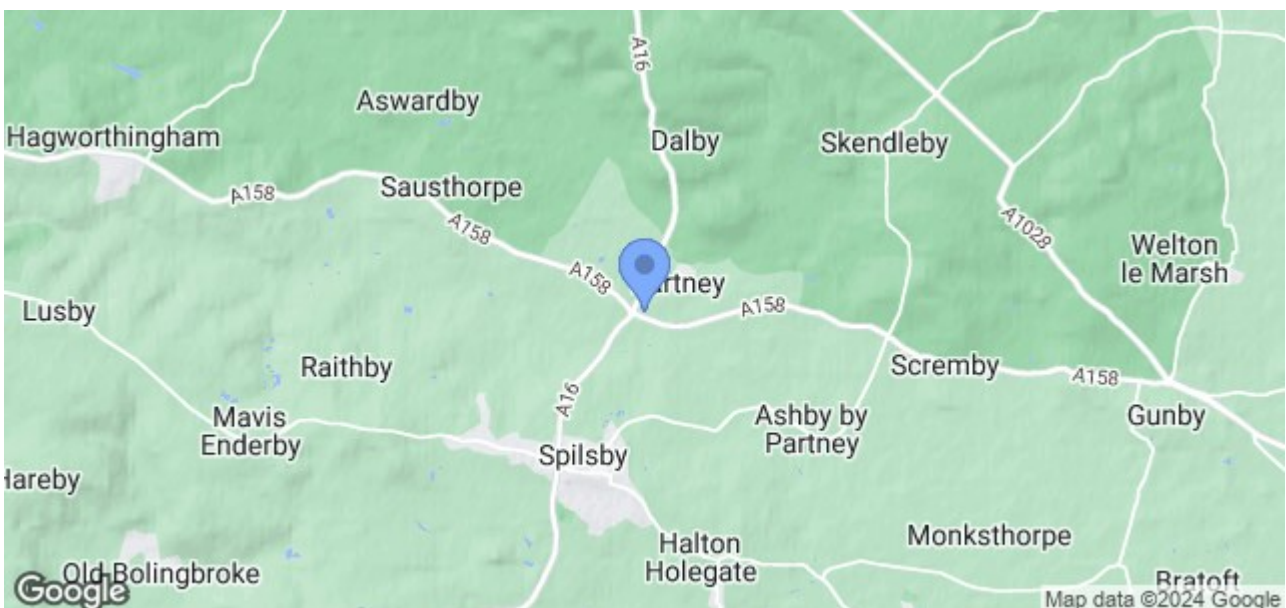 A16
Aswardby
Hagworthingham
Dalby
Skendleby
A158
Sausthorpe
A158
A1028
Welton
le Marsh
A158
artney
A158
Lusby
Raithby
Scremby
A158
A16
Mavis
Enderby
Ashby by
Partney
Gunby
Spilsby
Hareby
Monksthorpe
Halton
Holegate
Old Bolingbroke
Bratoft
Google
Map data ©2024 Google